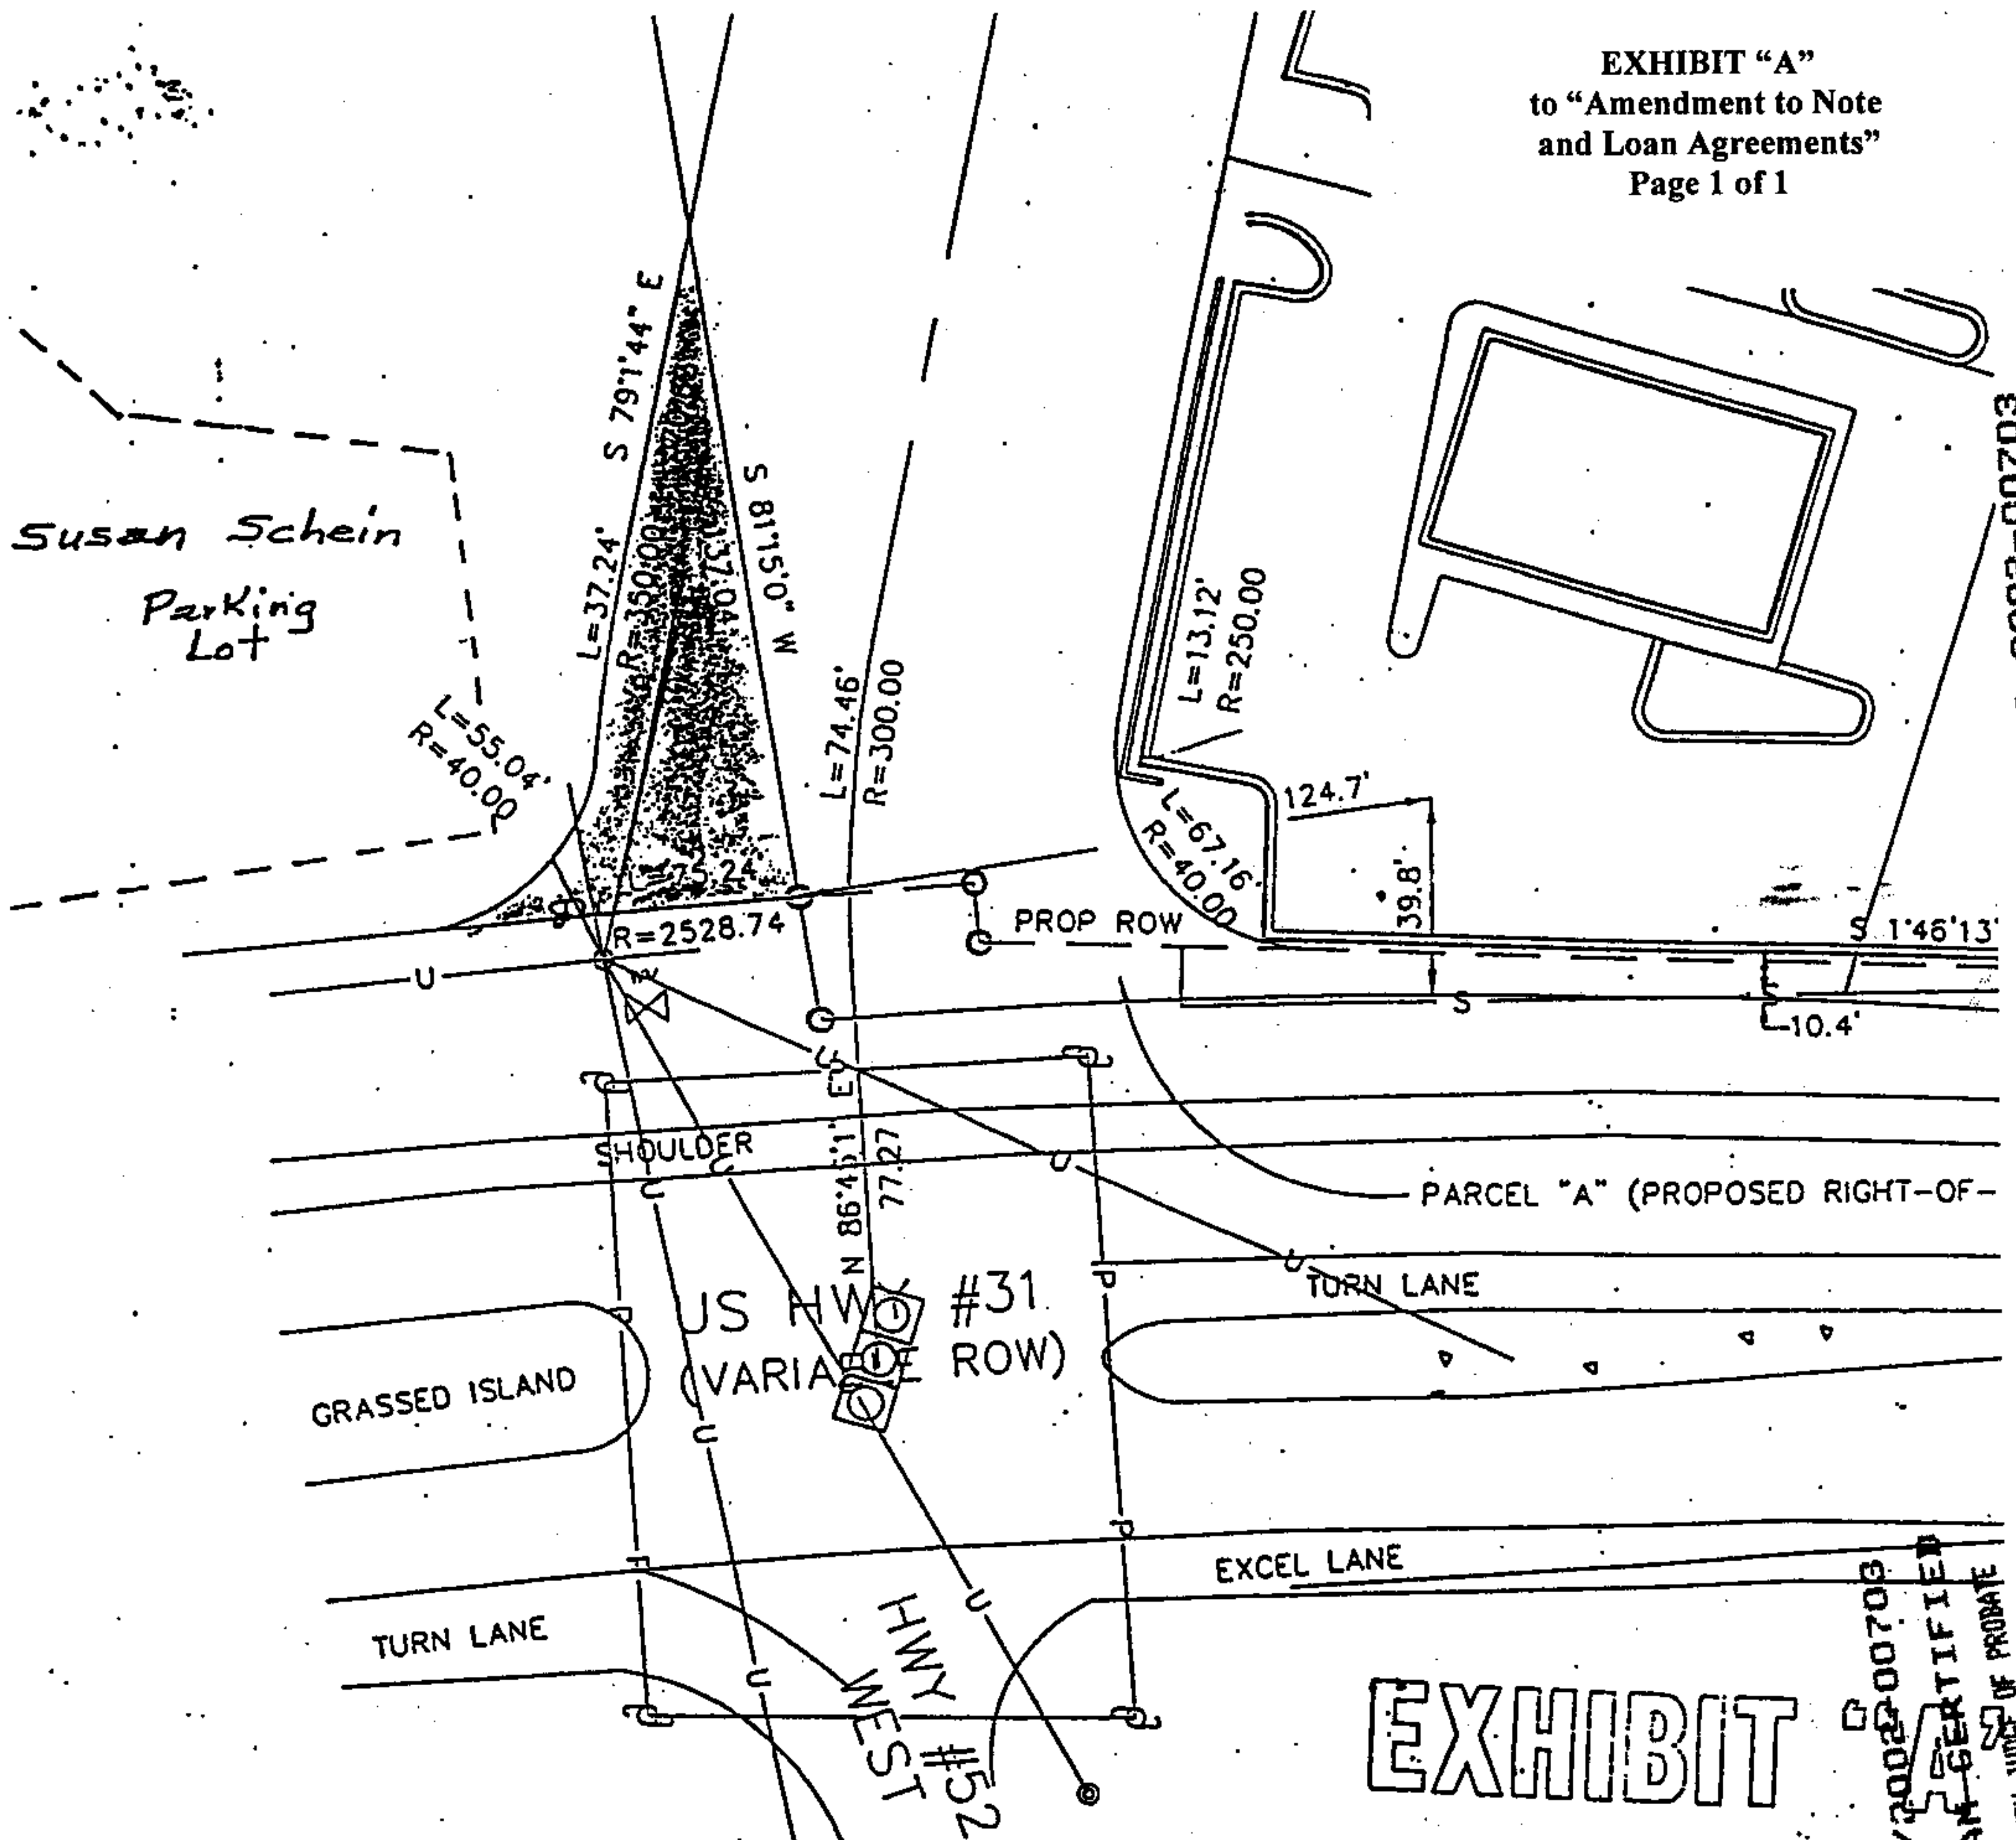 EXHIBIT “A”
to “Amendment to Note
and Loan Agreements”
Page 1 of 1
Susan Schein
Parking
Lot
S 79°1'44" E
L=37.24'
R=350.00
S 81°15'0" W
L=55.04'
R=40.00
L=74.46'
R=300.00
L=13.12'
R=250.00
124.7'
L=67.16'
R=40.00
39.8'
75.24
R=2528.74
PROP ROW
S 1°46'13"
10.4'
U
S
SHOULDER
77.27
PARCEL "A" (PROPOSED RIGHT-OF-
TURN LANE
#31
ROW)
US
GRASSED ISLAND
EXCEL LANE
TURN LANE
HWY #52
WEST
EXHIBIT "A"
CERTIFIED
OF PROBATE